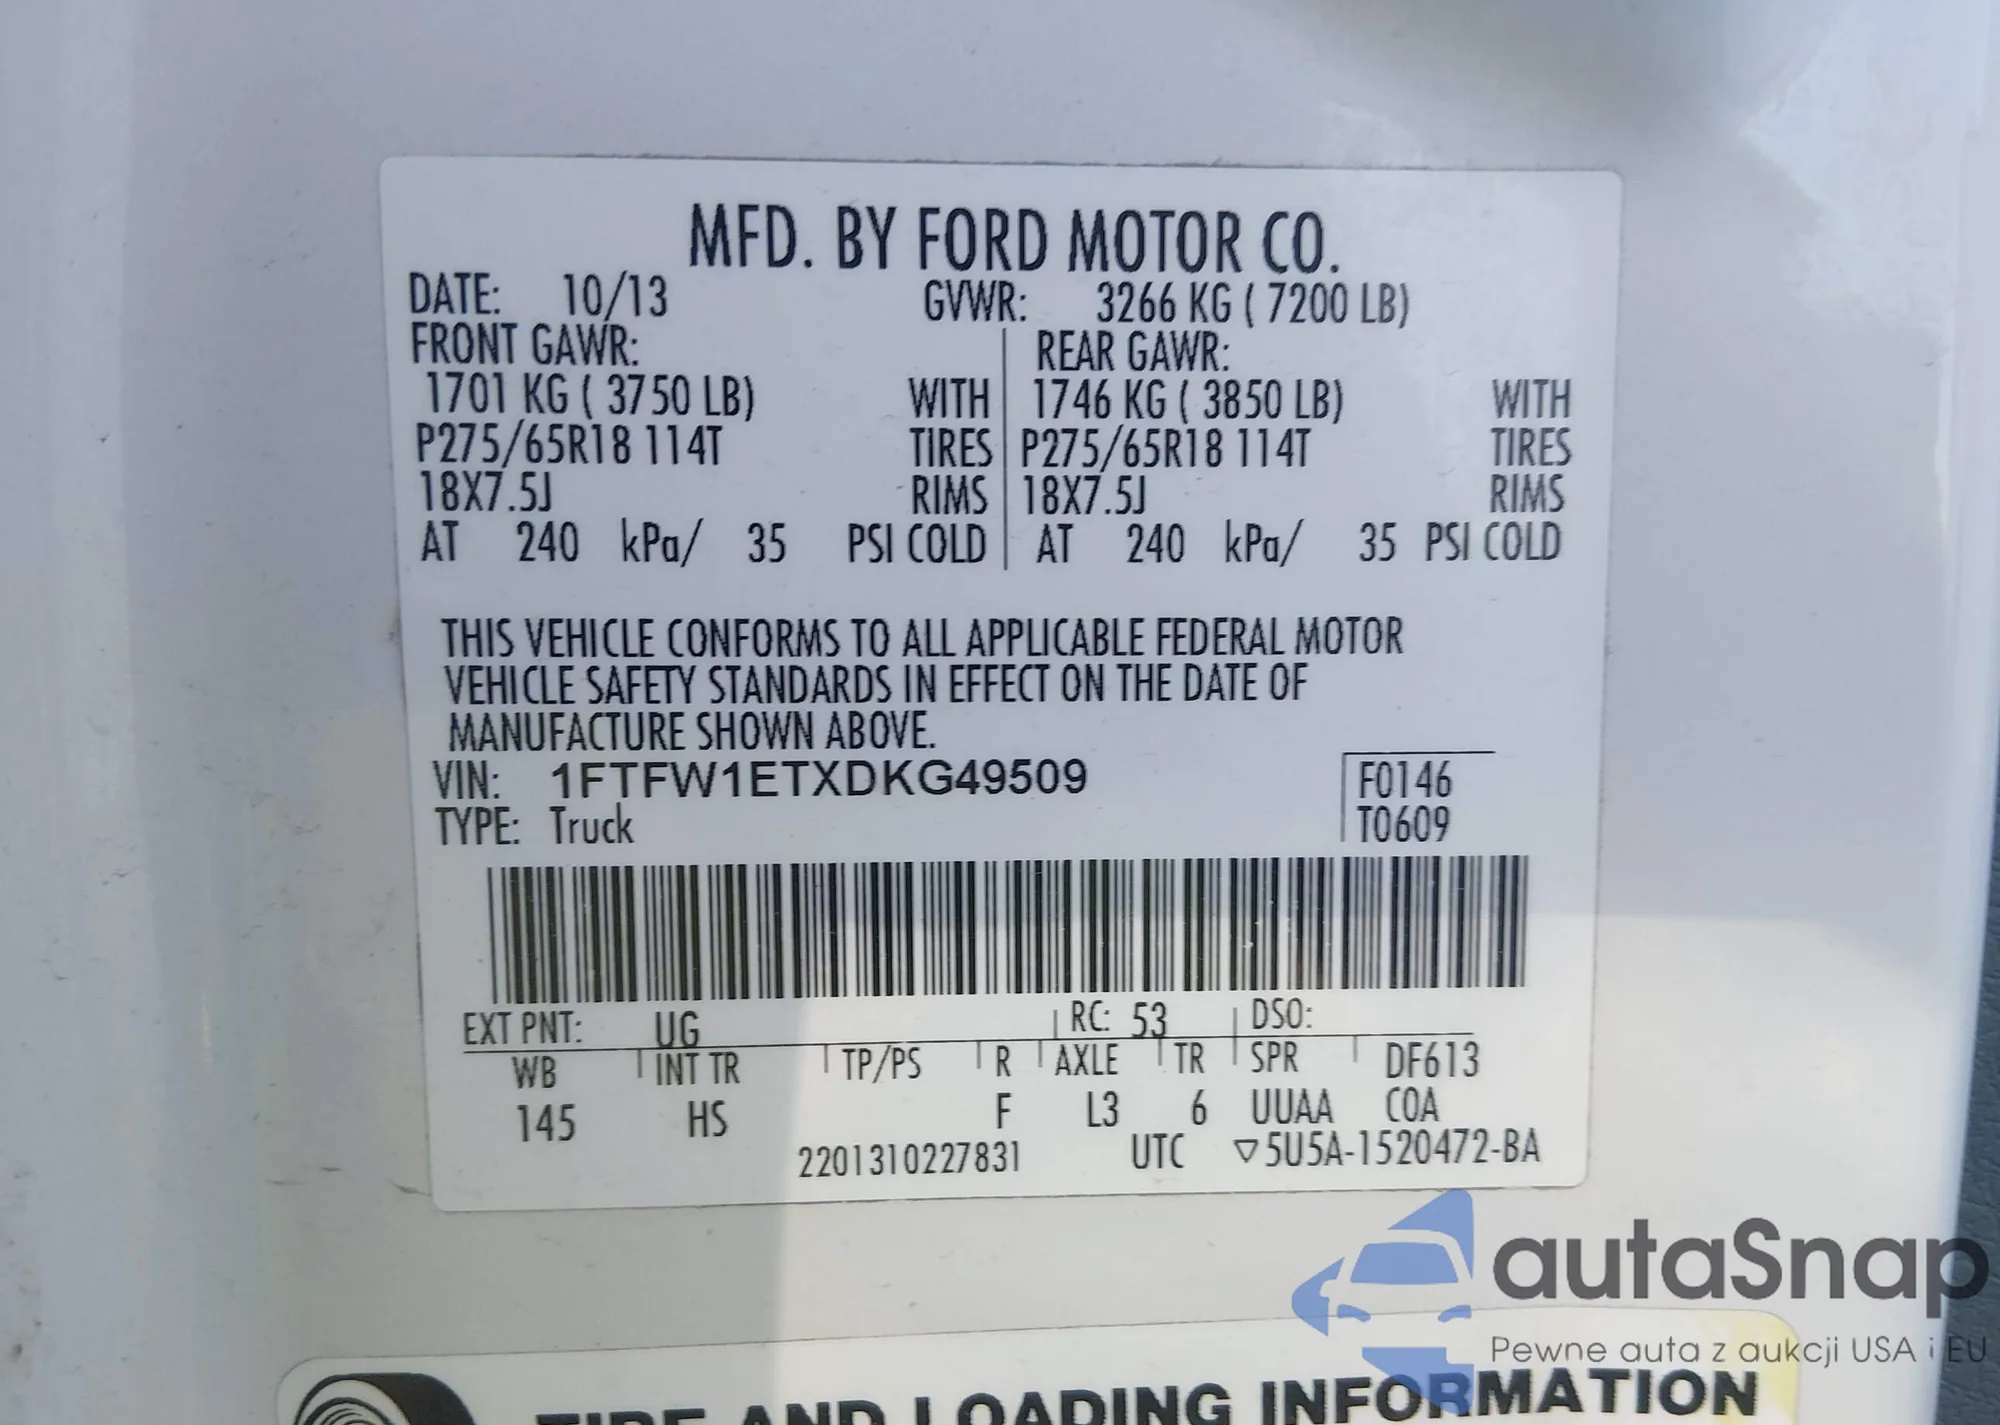 MFD. BY FORD MOTOR CO.
DATE: 10/13 GVWR: 3266 KG ( 7200 LB)
FRONT GAWR: REAR GAWR:
1701 KG ( 3750 LB) WITH 1746 KG ( 3850 LB) WITH
P275/65R18 114T TIRES P275/65R18 114T TIRES
18X7.5J RIMS 18X7.5J RIMS
AT 240 kPa/ 35 PSI COLD AT 240 kPa/ 35 PSI COLD
THIS VEHICLE CONFORMS TO ALL APPLICABLE FEDERAL MOTOR
VEHICLE SAFETY STANDARDS IN EFFECT ON THE DATE OF
MANUFACTURE SHOWN ABOVE.
VIN: 1FTFW1ETXDKG49509 F0146
TYPE: Truck T0609
EXT PNT: UG RC: 53 DSO:
WB INT TR TP/PS R AXLE TR SPR DF613
145 HS F L3 6 UUAA COA
2201310227831 UTC ▽5U5A-1520472-BA
autaSnap
Pewne auta z aukcji USA i EU
TIRE AND LOADING INFORMATION